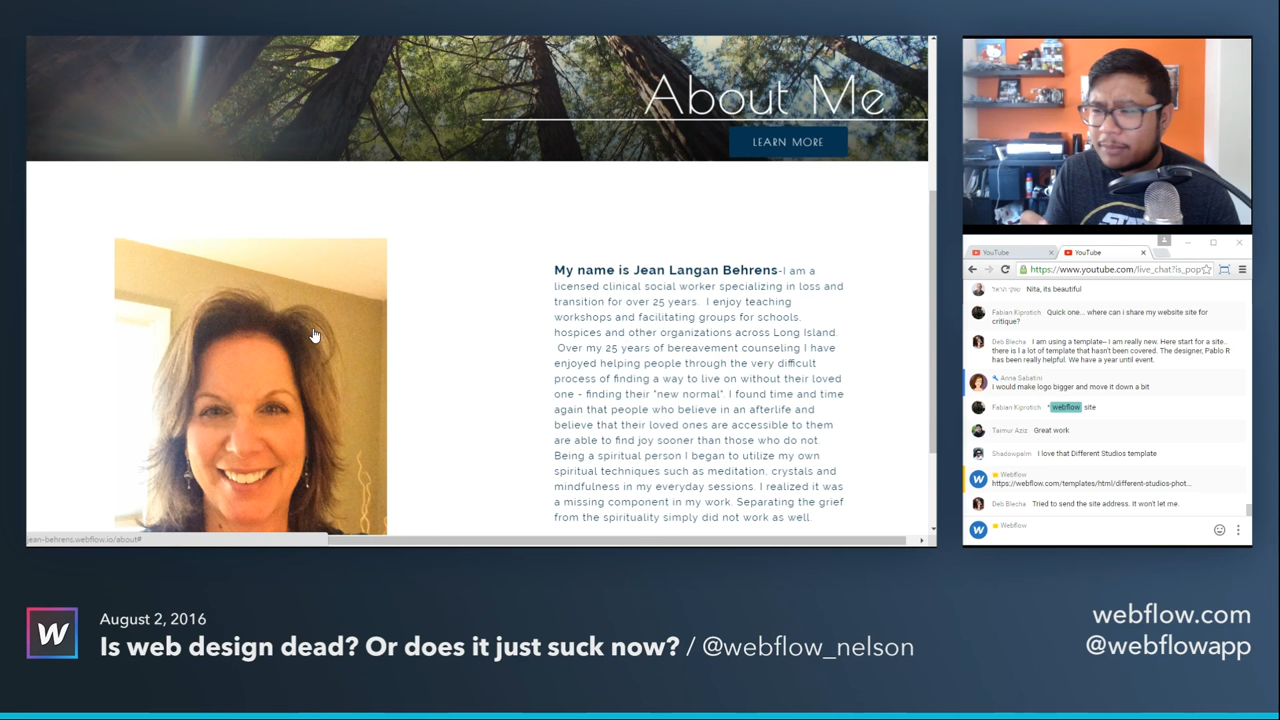 About Me
LEARN MORE
My name is Jean Langan Behrens-I am a
licensed clinical social worker specializing in loss and
transition for over 25 years. I enjoy teaching
workshops and facilitating groups for schools,
hospices and other organizations across Long Island.
Over my 25 years of bereavement counseling I have
enjoyed helping people through the very difficult
process of finding a way to live on without their loved
one - finding their "new normal". I found time and time
again that people who believe in an afterlife and
believe that their loved ones are accessible to them
are able to find joy sooner than those who do not.
Being a spiritual person I began to utilize my own
spiritual techniques such as meditation, crystals and
mindfulness in my everyday sessions. I realized it was
a missing component in my work. Separating the grief
from the spirituality simply did not work as well.
jean-behrens.webflow.io/about#
YouTube
YouTube
https://www.youtube.com/live_chat?is_pop
Nita, its beautiful
Fabian Kiprotich Quick one... where can i share my website site for
critique?
Deb Blecha I am using a template-- I am really new. Here start for a site..
there is l a lot of template that hasn't been covered. The designer, Pablo R
has been really helpful. We have a year until event.
Anna Sabatini
I would make logo bigger and move it down a bit
Fabian Kiprotich *webflow site
Taimur Aziz Great work
Shadowpalm I love that Different Studios template
Webflow
https://webflow.com/templates/html/different-studios-phot...
Deb Blecha Tried to send the site address. It won't let me.
Webflow
August 2, 2016
Is web design dead? Or does it just suck now? / @webflow_nelson
webflow.com
@webflowapp